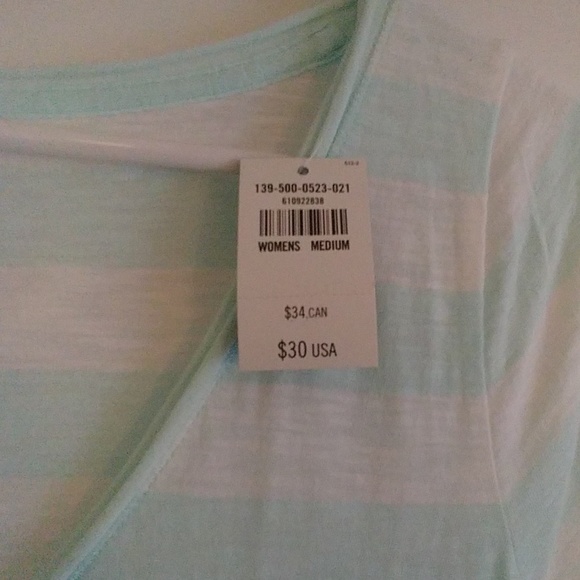 139-500-0523-021
610922838
WOMENS MEDIUM
$34.CAN
$30 USA